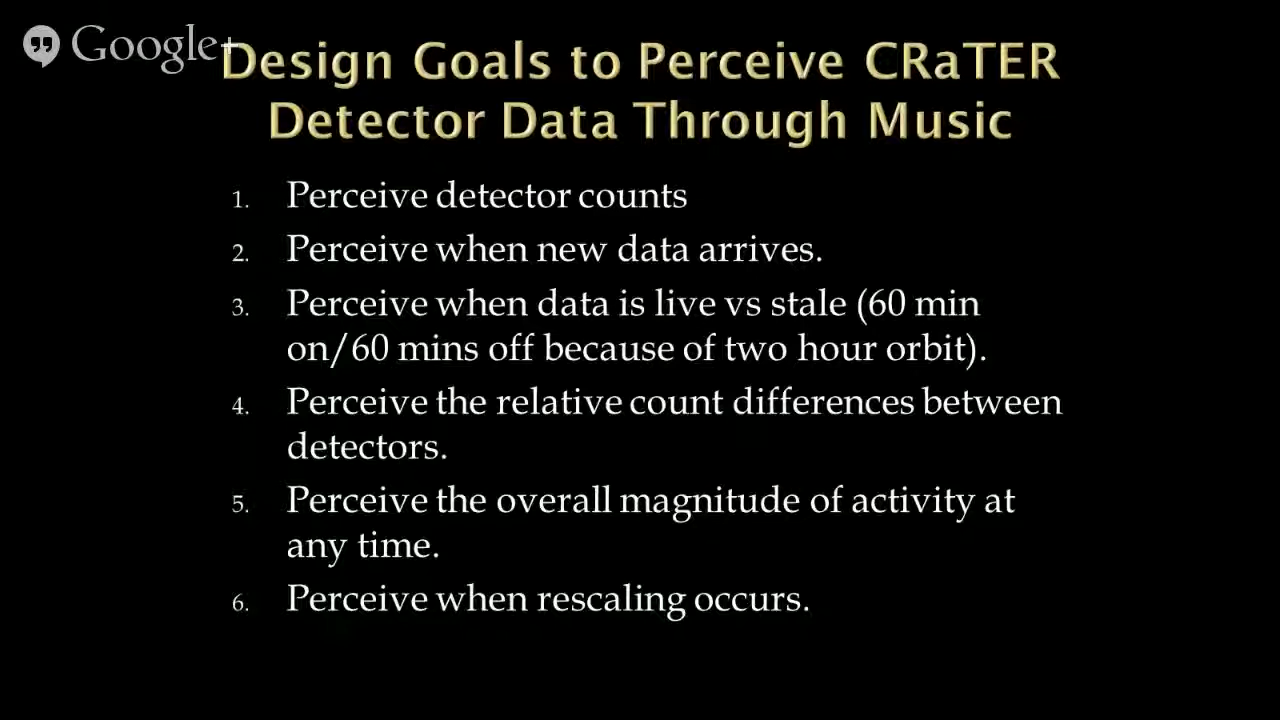 Google+
Design Goals to Perceive CRaTER
Detector Data Through Music
1. Perceive detector counts
2. Perceive when new data arrives.
3. Perceive when data is live vs stale (60 min
on/60 mins off because of two hour orbit).
4. Perceive the relative count differences between
detectors.
5. Perceive the overall magnitude of activity at
any time.
6. Perceive when rescaling occurs.